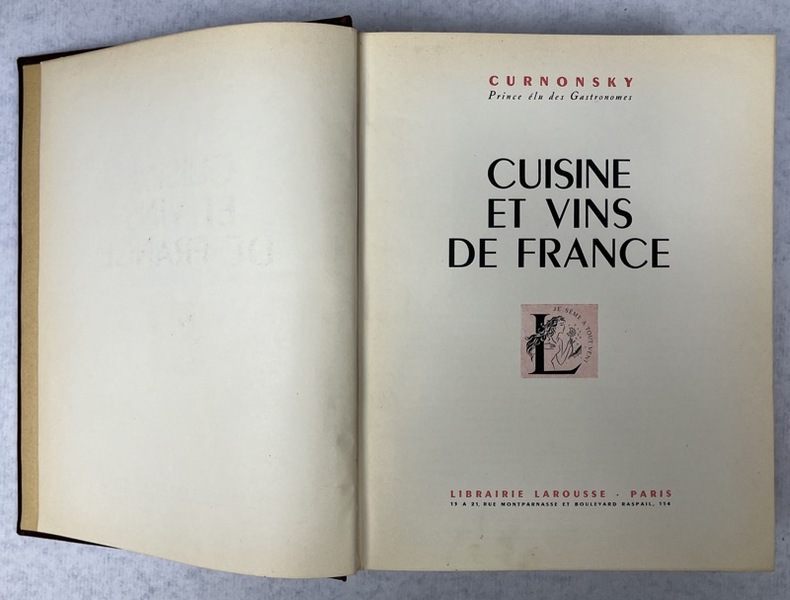 CURNONSKY
Prince élu des Gastronomes
CUISINE
ET VINS
DE FRANCE
JE SÈME À TOUT VENT
L
LIBRAIRIE LAROUSSE · PARIS
13 A 21, RUE MONTPARNASSE ET BOULEVARD RASPAIL, 114